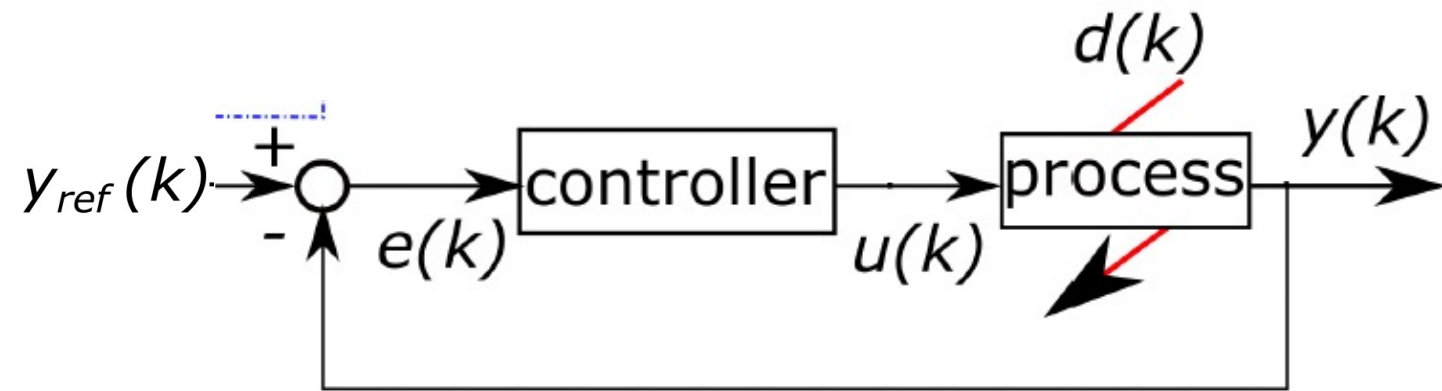 d(k)
y(k)
+
y_ref (k)
controller
process
-
e(k)
u(k)